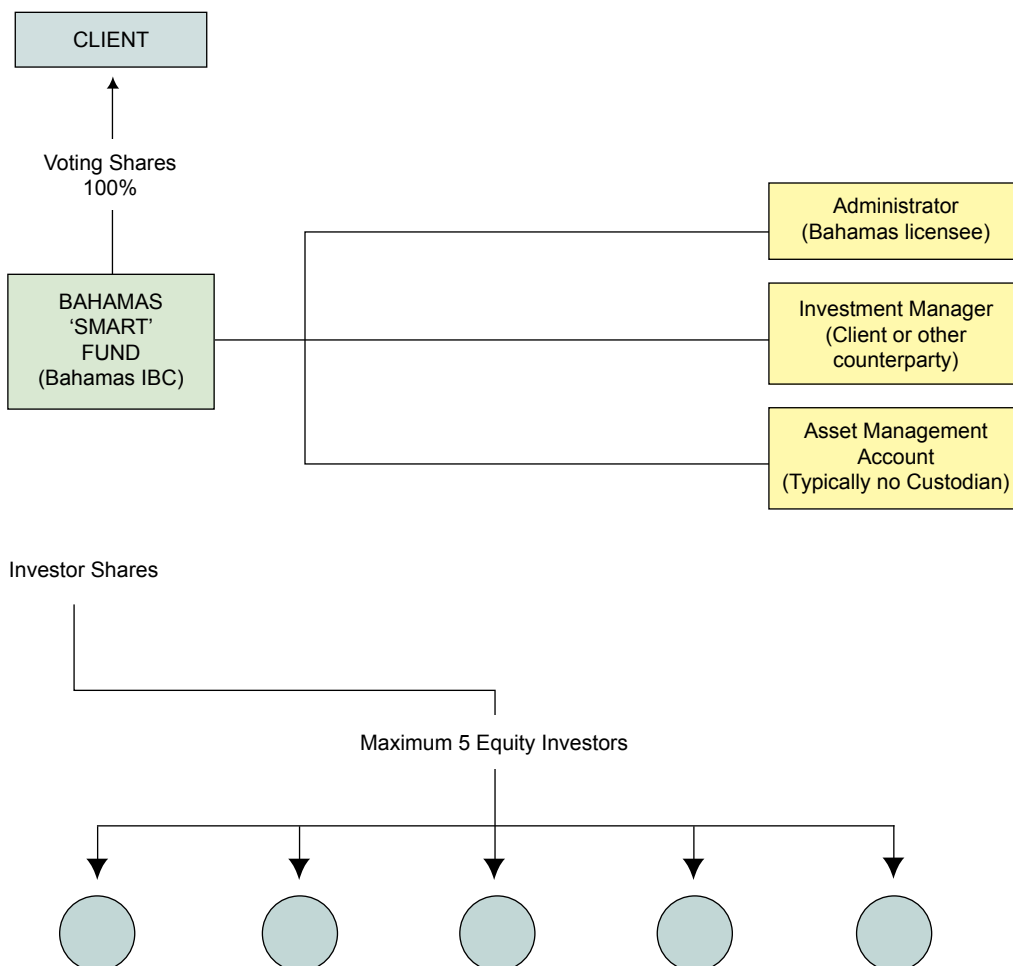 CLIENT
Voting Shares
100%
BAHAMAS
‘SMART’
FUND
(Bahamas IBC)
Administrator
(Bahamas licensee)
Investment Manager
(Client or other
counterparty)
Asset Management
Account
(Typically no Custodian)
Investor Shares
Maximum 5 Equity Investors